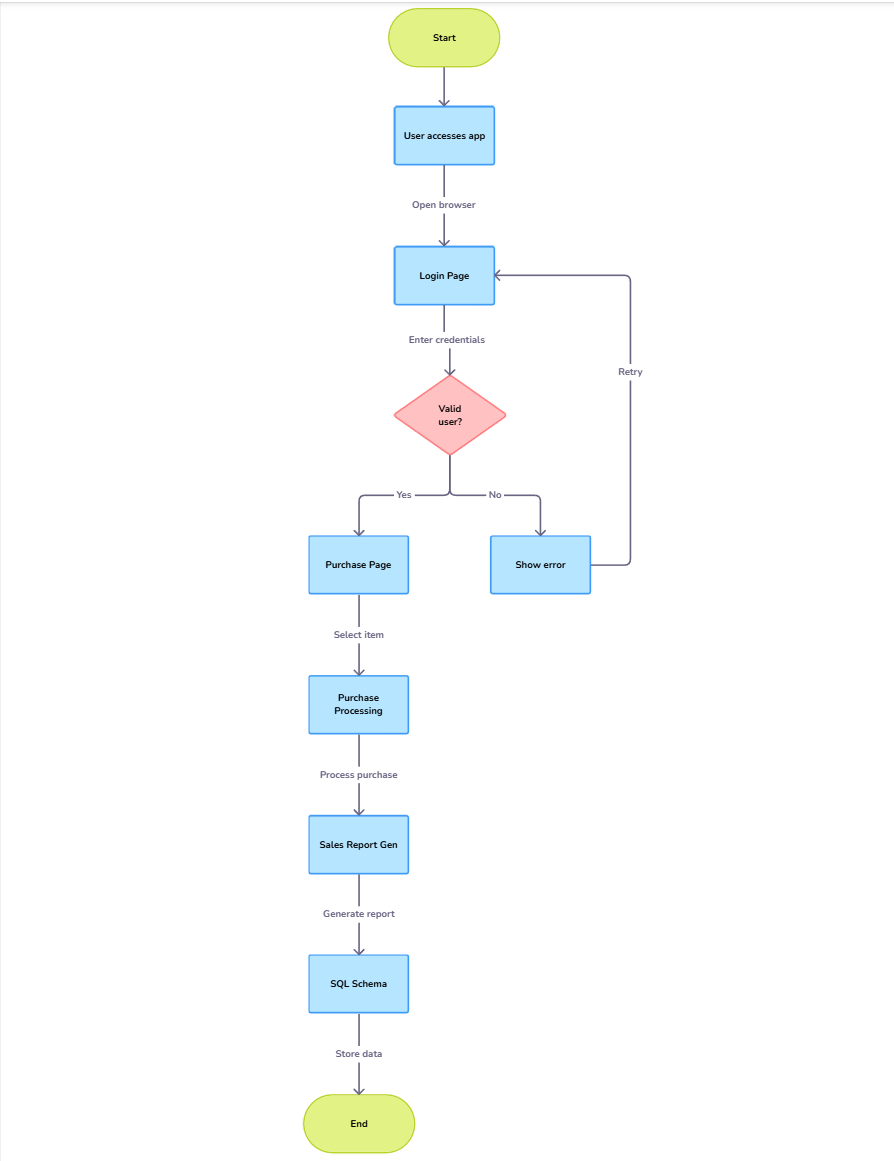 Start
User accesses app
Open browser
Login Page
Enter credentials
Retry
Valid
user?
Yes
No
Purchase Page
Show error
Select item
Purchase
Processing
Process purchase
Sales Report Gen
Generate report
SQL Schema
Store data
End